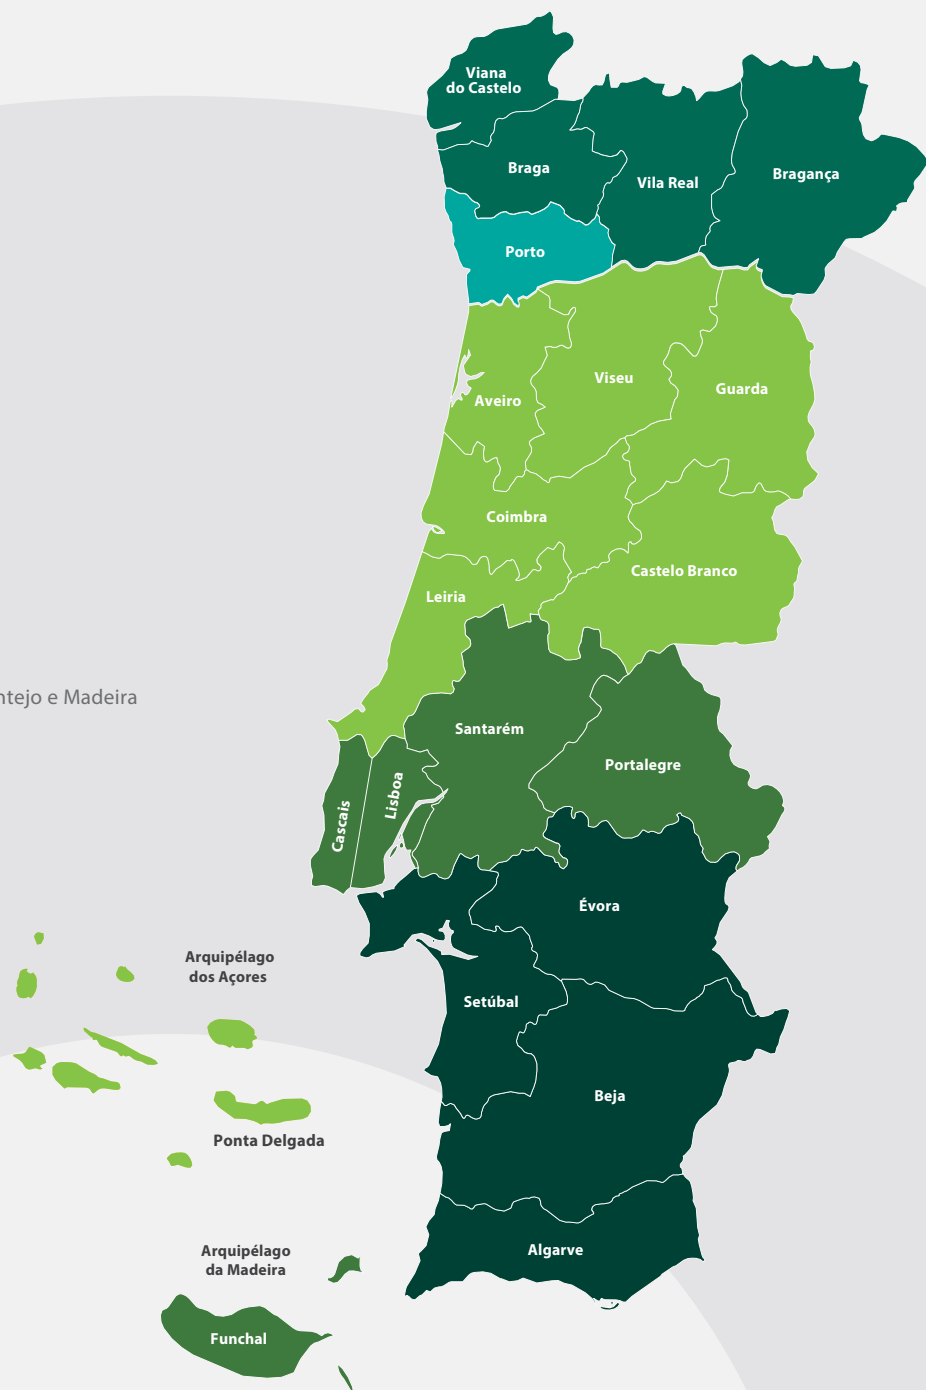 Viana
do Castelo
Braga
Vila Real
Bragança
Porto
Viseu
Guarda
Aveiro
Coimbra
Castelo Branco
Leiria
ntejo e Madeira
Santarém
Portalegre
Lisboa
Cascais
Évora
Arquipélago
dos Açores
Setúbal
Beja
Ponta Delgada
Arquipélago
da Madeira
Algarve
Funchal